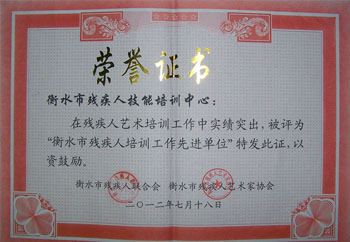 荣誉证书
衡水市残疾人技能培训中心：
在残疾人艺术培训工作中实绩突出，被评为
“衡水市残疾人培训工作先进单位”特发此证，以
资鼓励。
衡水市残疾人联合会 衡水市残疾人艺术家协会
二〇一二年七月十八日